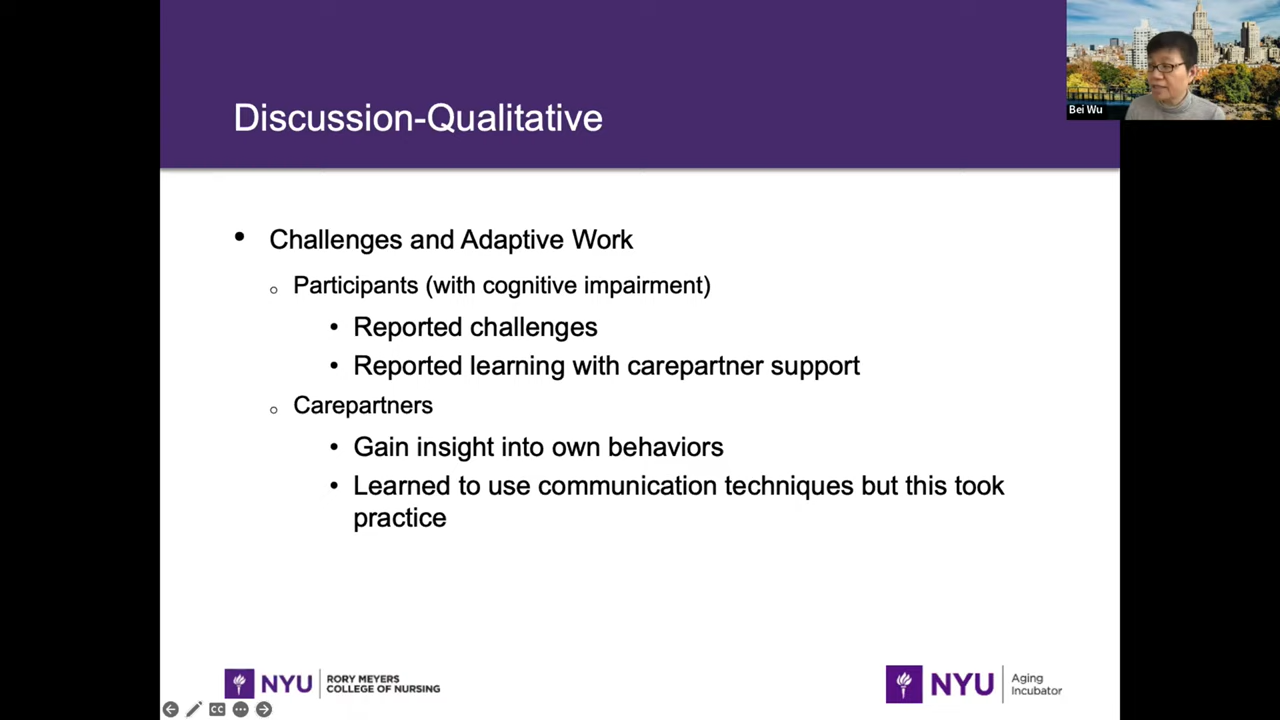 Bei Wu
Discussion-Qualitative
• Challenges and Adaptive Work
○ Participants (with cognitive impairment)
• Reported challenges
• Reported learning with carepartner support
○ Carepartners
• Gain insight into own behaviors
• Learned to use communication techniques but this took
practice
NYU
RORY MEYERS
COLLEGE OF NURSING
NYU
Aging
Incubator
CC